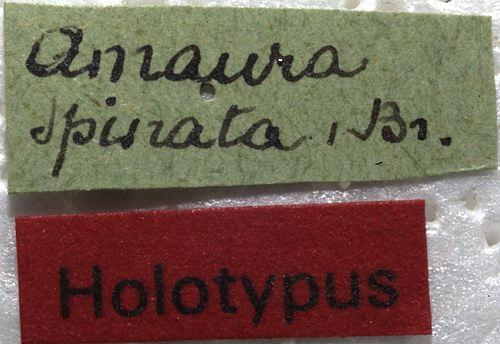 Amaura
spinata, Br.
Holotypus